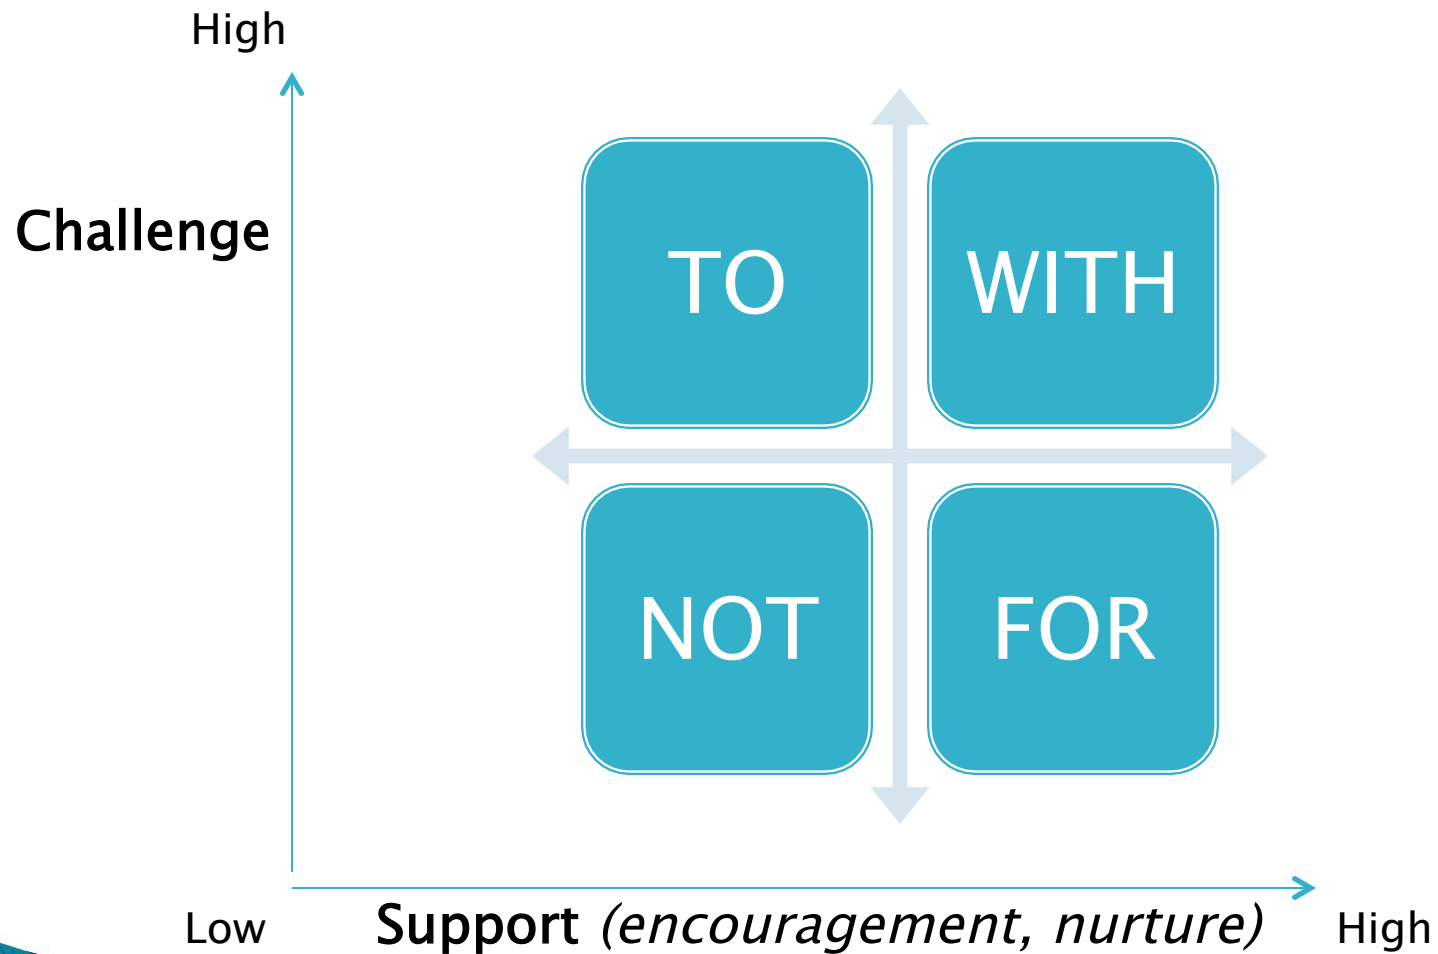 High
Challenge
TO WITH
NOT FOR
Low Support (encouragement, nurture) High